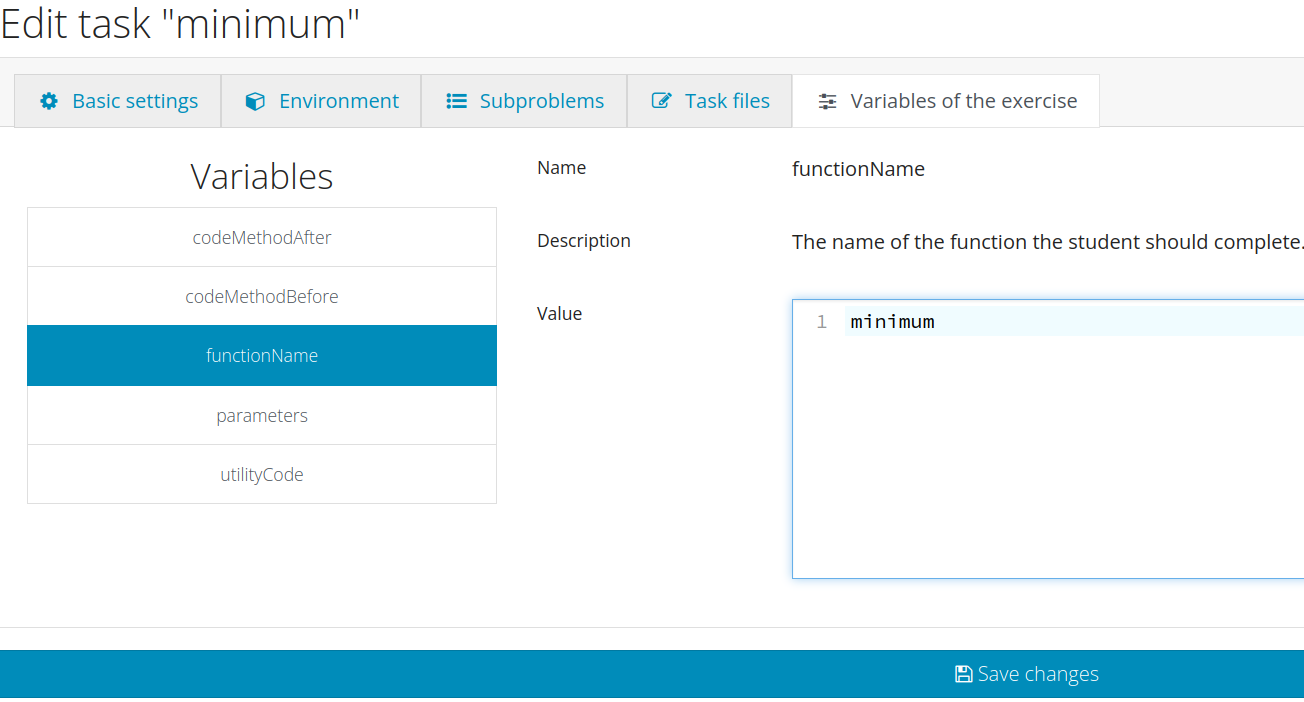 Edit task "minimum"
Basic settings
Environment
Subproblems
Task files
Variables of the exercise
Variables
codeMethodAfter
codeMethodBefore
functionName
parameters
utilityCode
Name
functionName
Description
The name of the function the student should complete.
Value
1 minimum
Save changes